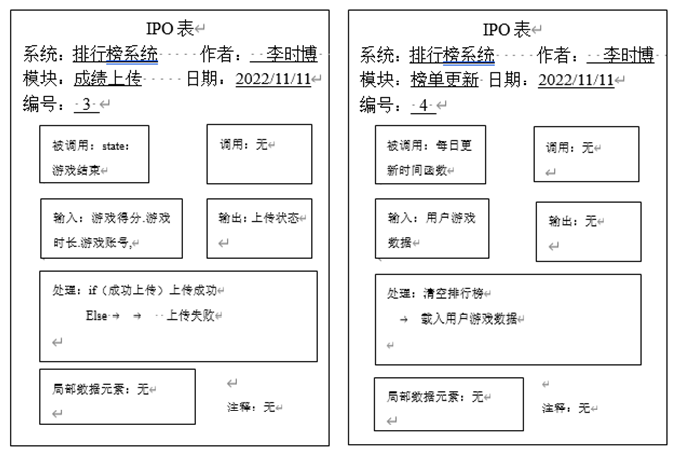 IPO 表
系统：排行榜系统 作者： 李时博
模块：成绩上传 日期：2022/11/11
编号： 3
被调用：state：
游戏结束
调用：无
输入：游戏得分.游戏
时长.游戏账号,
输出：上传状态
处理：if（成功上传）上传成功
Else 上传失败
局部数据元素：无
注释：无
IPO 表
系统：排行榜系统 作者： 李时博
模块：榜单更新 日期：2022/11/11
编号： 4
被调用：每日更
新时间函数
调用：无
输入：用户游戏
数据
输出：无
处理：清空排行榜
载入用户游戏数据
局部数据元素：无
注释：无